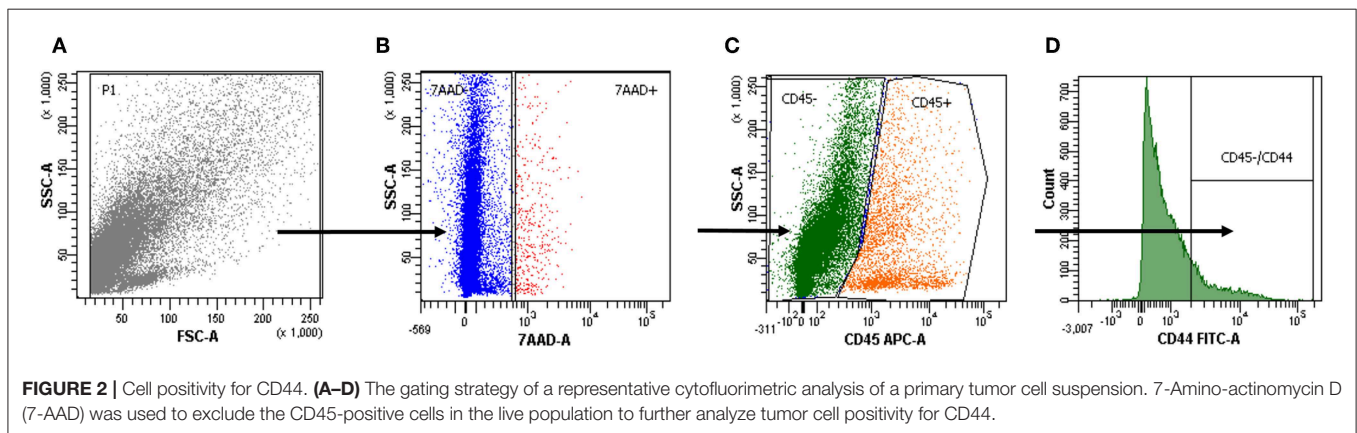 A
B
C
D
P1
7AAD-
7AAD+
CD45-
CD45+
CD45-/CD44
SSC-A
(x 1,000)
50 100 150 200 250
50 100 150 200 250
FSC-A
(x 1,000)
SSC-A
(x 1,000)
50 100 150 200 250
-569 0 10³ 10⁴ 10⁵
7AAD-A
SSC-A
(x 1,000)
50 100 150 200 250
-311 -10² 0 10² 10³ 10⁴ 10⁵
CD45 APC-A
Count
0 100 200 300 400 500 600 700
-3,007 -10³ 0 10³ 10⁴ 10⁵
CD44 FITC-A
FIGURE 2 | Cell positivity for CD44. (A–D) The gating strategy of a representative cytofluorimetric analysis of a primary tumor cell suspension. 7-Amino-actinomycin D
(7-AAD) was used to exclude the CD45-positive cells in the live population to further analyze tumor cell positivity for CD44.